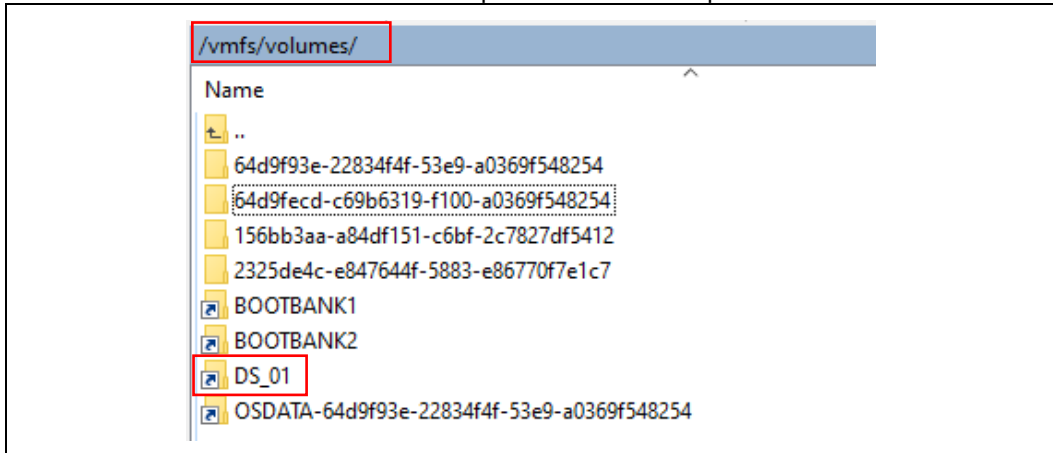 /vmfs/volumes/
Name
..
64d9f93e-22834f4f-53e9-a0369f548254
64d9fecd-c69b6319-f100-a0369f548254
156bb3aa-a84df151-c6bf-2c7827df5412
2325de4c-e847644f-5883-e86770f7e1c7
BOOTBANK1
BOOTBANK2
DS_01
OSDATA-64d9f93e-22834f4f-53e9-a0369f548254